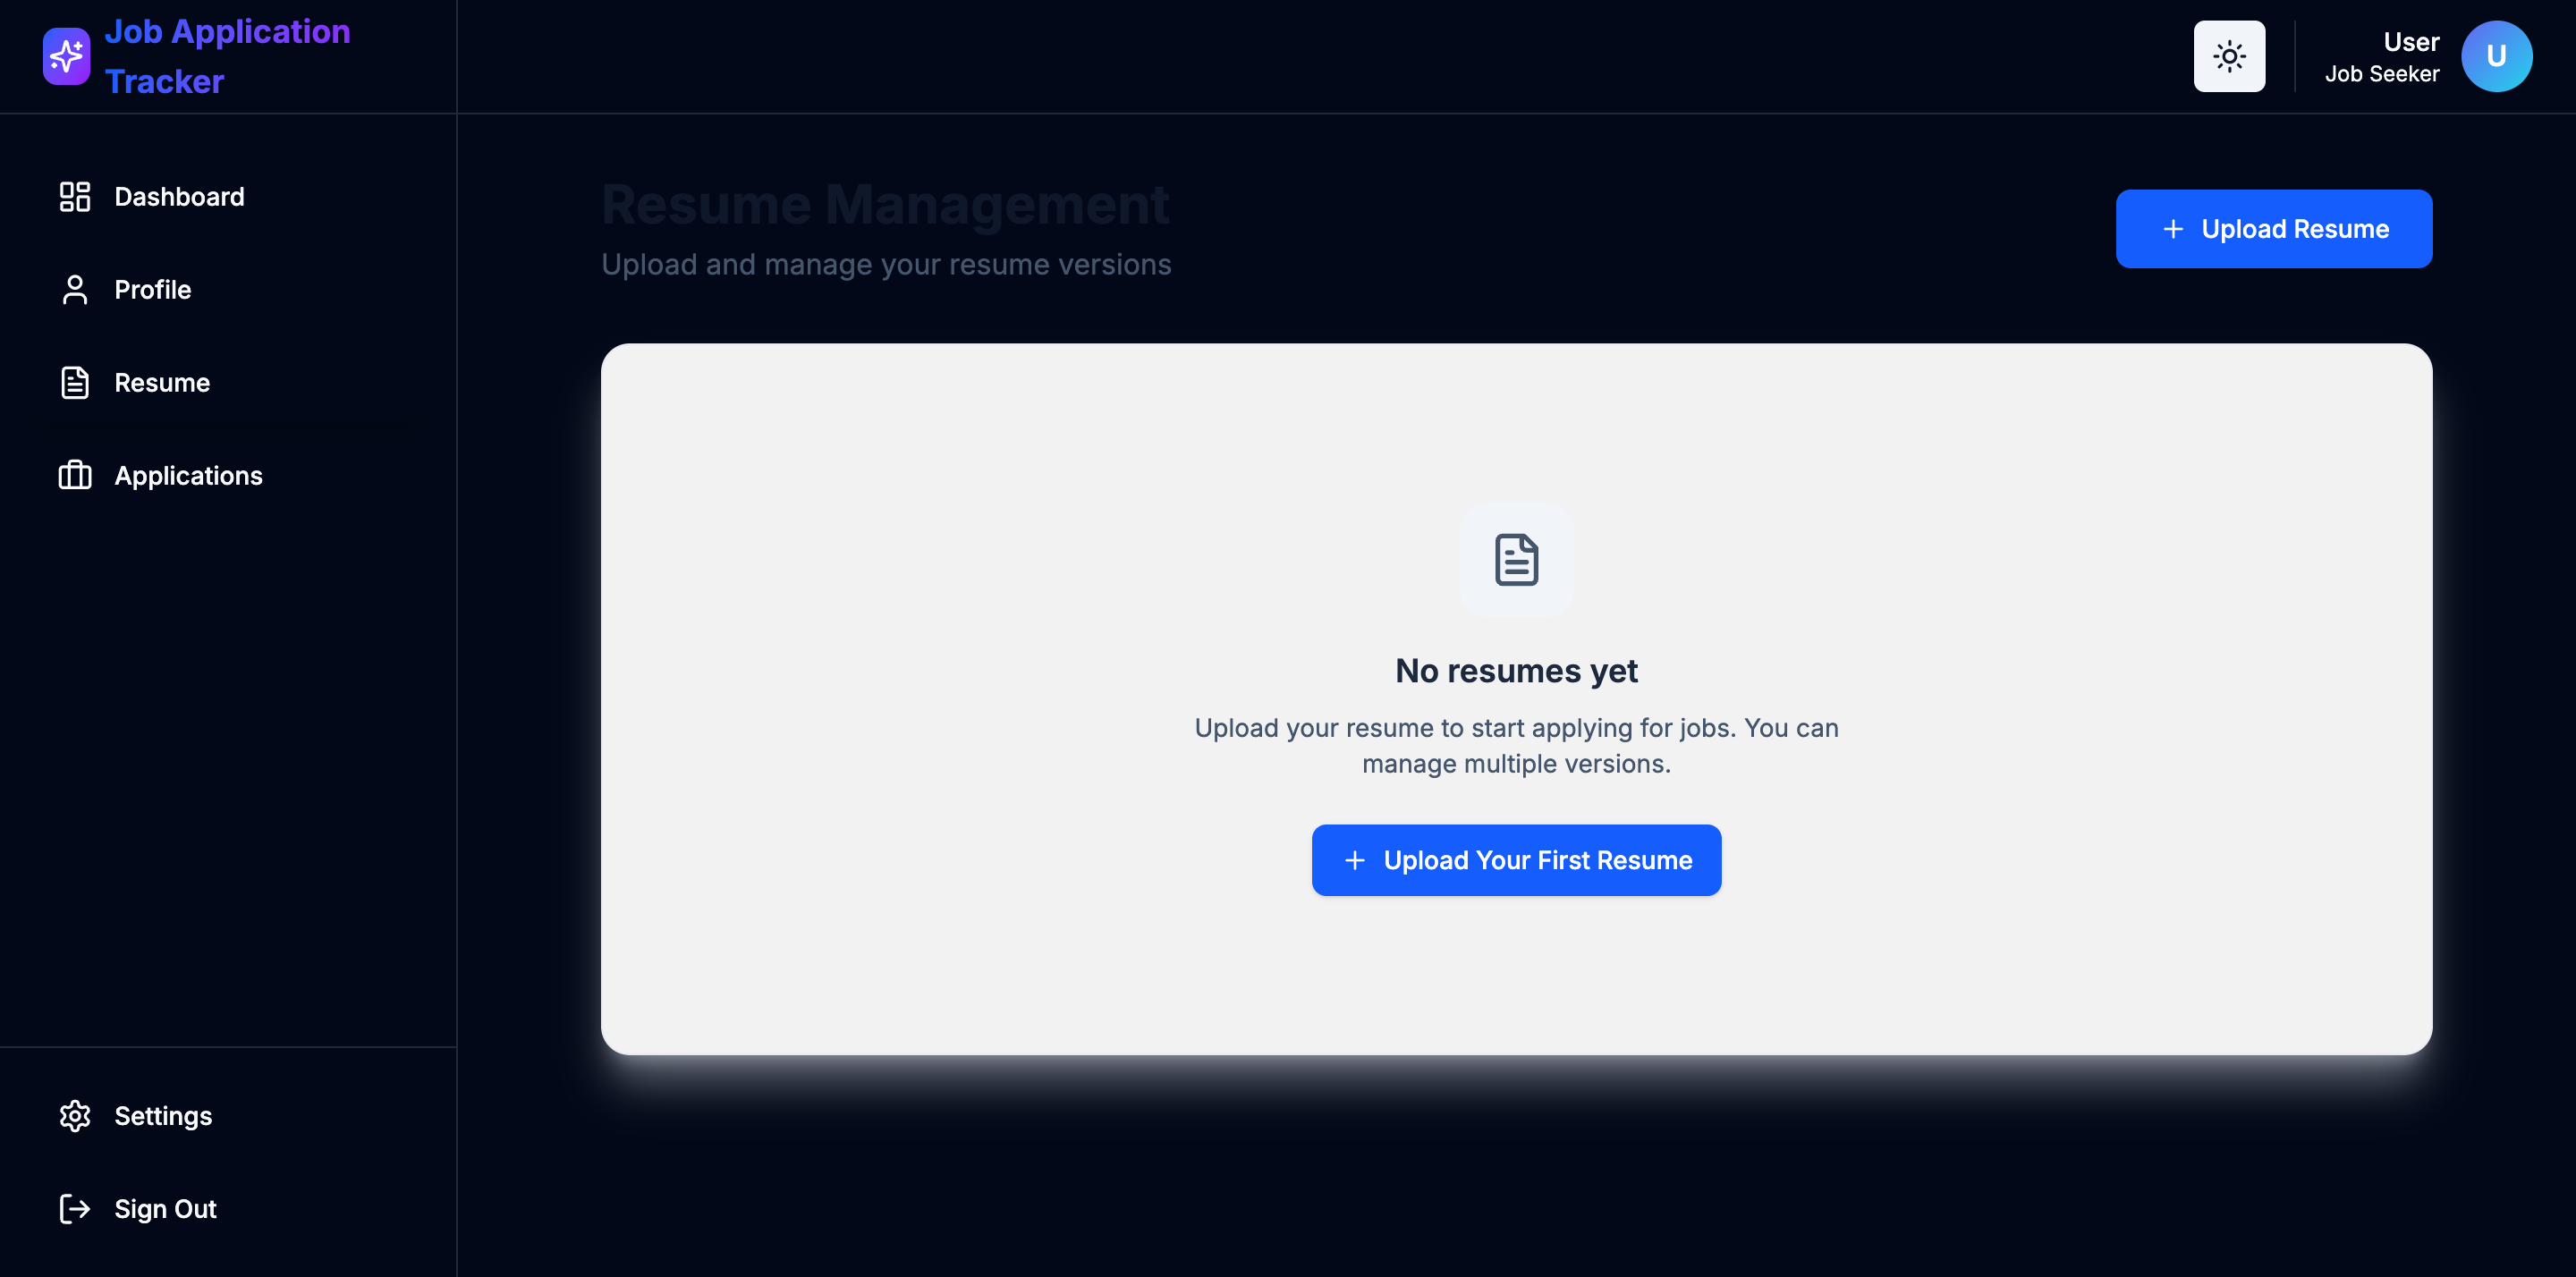 Job Application
Tracker
User
Job Seeker
U
Dashboard
Profile
Resume
Applications
Settings
Sign Out
Resume Management
Upload and manage your resume versions
Upload Resume
No resumes yet
Upload your resume to start applying for jobs. You can
manage multiple versions.
Upload Your First Resume